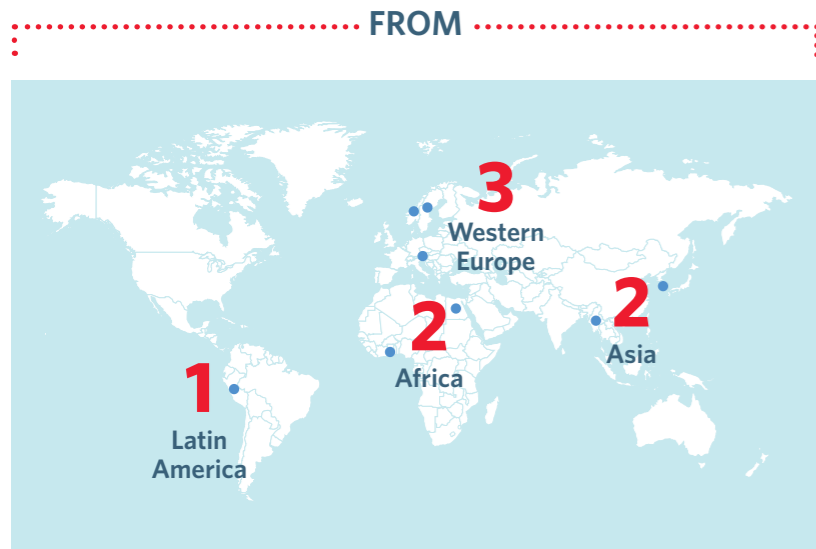 FROM
3
Western
Europe
2
Asia
2
Africa
1
Latin
America